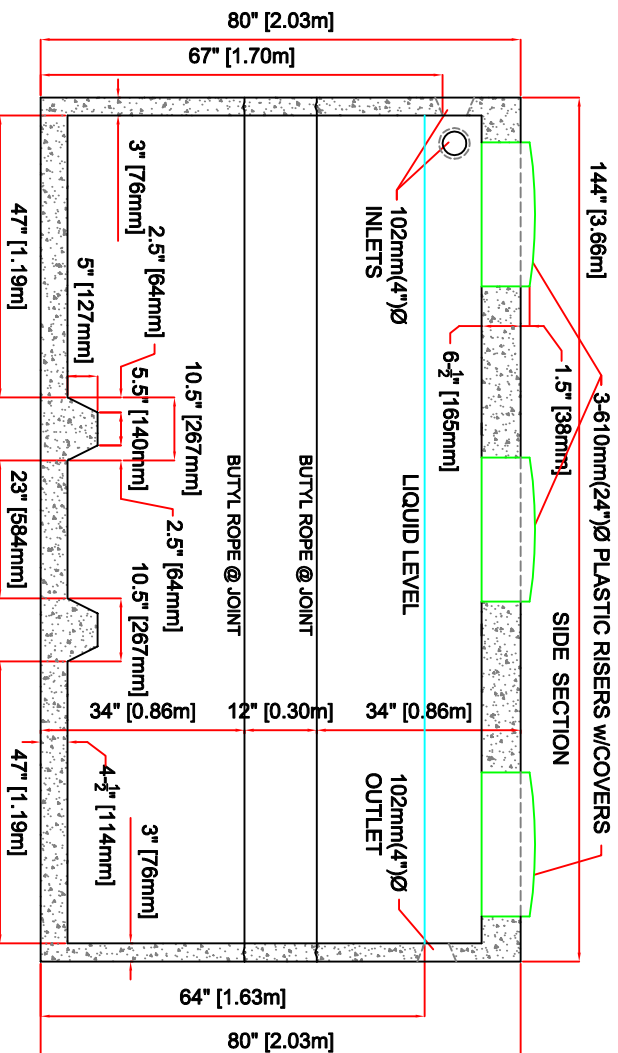 80" [2.03m]
67" [1.70m]
144" [3.66m]
3-610mm(24")Ø PLASTIC RISERS w/COVERS
SIDE SECTION
1.5" [38mm]
6-1/2" [165mm]
102mm(4")Ø
INLETS
LIQUID LEVEL
102mm(4")Ø
OUTLET
BUTYL ROPE @ JOINT
BUTYL ROPE @ JOINT
34" [0.86m]
12" [0.30m]
34" [0.86m]
3" [76mm]
2.5" [64mm]
5" [127mm]
5.5" [140mm]
10.5" [267mm]
2.5" [64mm]
10.5" [267mm]
4-1/2" [114mm]
3" [76mm]
47" [1.19m]
23" [584mm]
47" [1.19m]
64" [1.63m]
80" [2.03m]